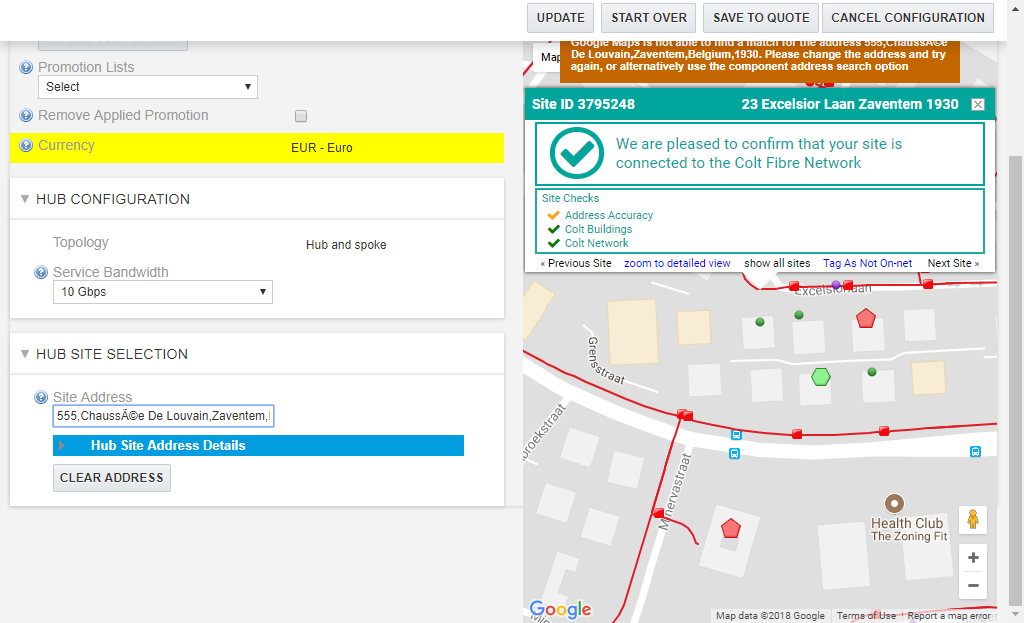 UPDATE
START OVER
SAVE TO QUOTE
CANCEL CONFIGURATION
Promotion Lists
Select
Remove Applied Promotion
Currency
EUR - Euro
HUB CONFIGURATION
Topology
Hub and spoke
Service Bandwidth
10 Gbps
HUB SITE SELECTION
Site Address
555,ChaussÃ©e De Louvain,Zaventem,
Hub Site Address Details
CLEAR ADDRESS
Map
Google Maps is not able to find a match for the address 555,ChaussÃ©e
De Louvain,Zaventem,Belgium,1930. Please change the address and try
again, or alternatively use the component address search option
Site ID 3795248
23 Excelsior Laan Zaventem 1930
We are pleased to confirm that your site is
connected to the Colt Fibre Network
Site Checks
Address Accuracy
Colt Buildings
Colt Network
« Previous Site
zoom to detailed view
show all sites
Tag As Not On-net
Next Site »
Excelsiorlaan
Grensstraat
broekstraat
Minervastraat
Health Club
The Zoning Fit
Google
Map data ©2018 Google
Terms of Use
Report a map error